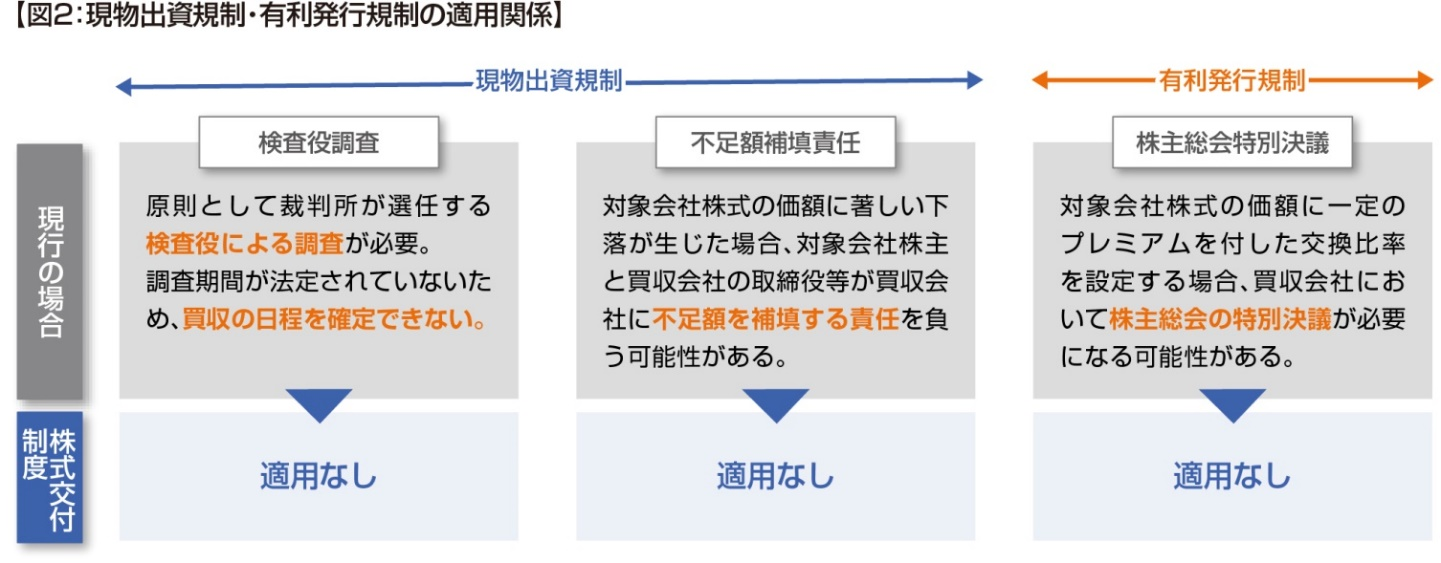 【図2：現物出資規制・有利発行規制の適用関係】
現物出資規制
有利発行規制
現行の場合
検査役調査
原則として裁判所が選任する
検査役による調査が必要。
調査期間が法定されていないた
め、買収の日程を確定できない。
不足額補填責任
対象会社株式の価額に著しい下
落が生じた場合、対象会社株主
と買収会社の取締役等が買収会
社に不足額を補填する責任を負
う可能性がある。
株主総会特別決議
対象会社株式の価額に一定の
プレミアムを付した交換比率
を設定する場合、買収会社にお
いて株主総会の特別決議が必要
になる可能性がある。
株式交付
制度
適用なし
適用なし
適用なし